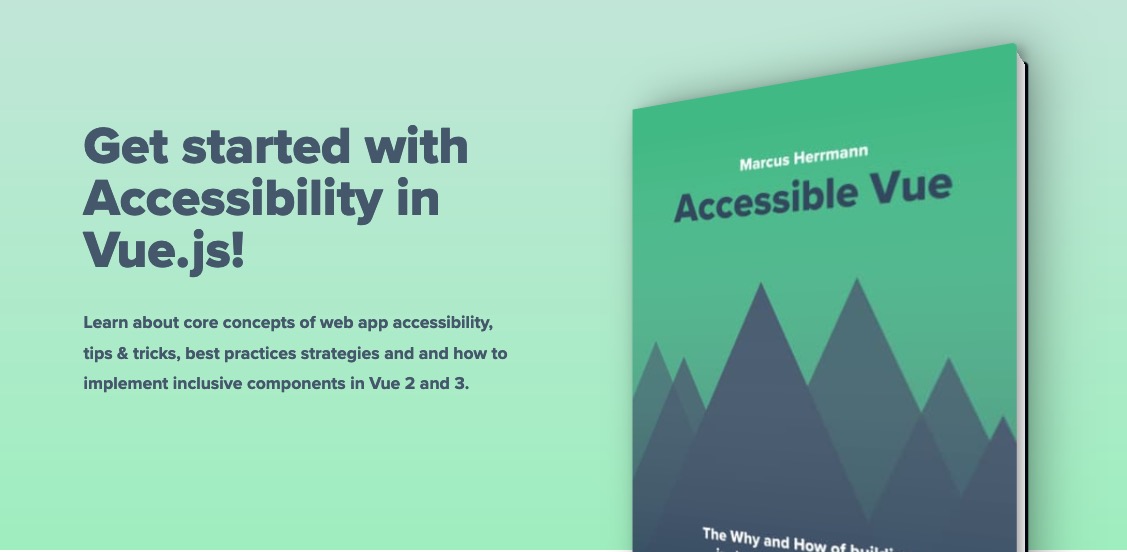 Get started with
Accessibility in
Vue.js!
Learn about core concepts of web app accessibility,
tips & tricks, best practices strategies and and how to
implement inclusive components in Vue 2 and 3.
Marcus Herrmann
Accessible Vue
The Why and How of